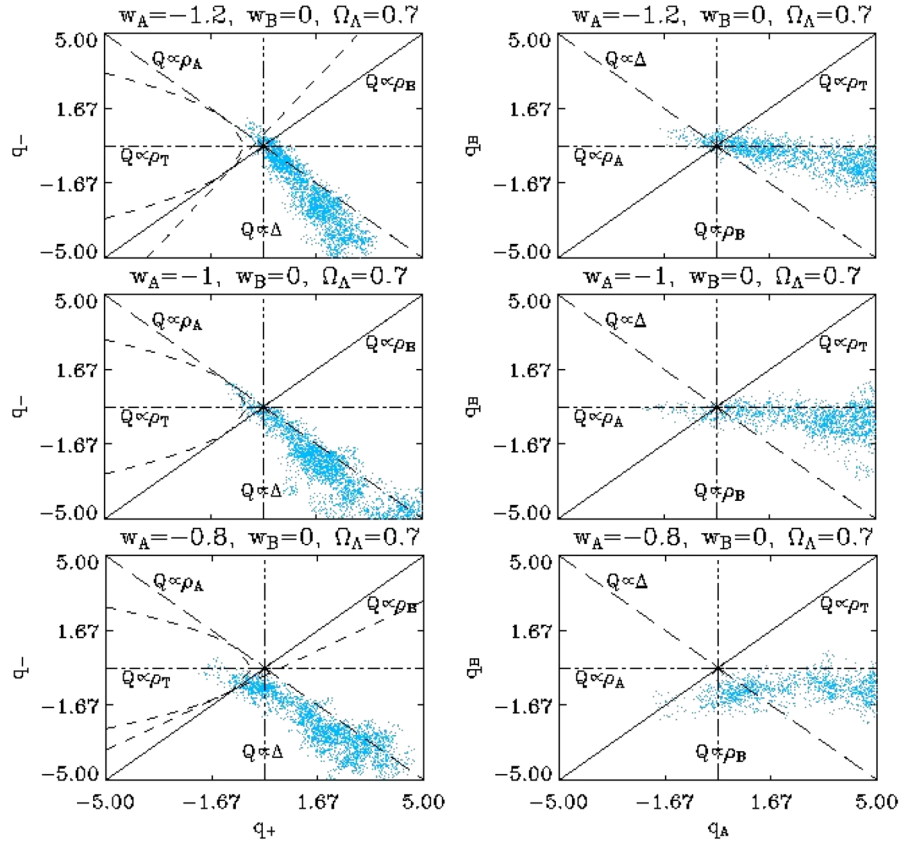 w_A=−1.2, w_B=0, Ω_Λ=0.7
w_A=−1.2, w_B=0, Ω_Λ=0.7
5.00
1.67
−1.67
−5.00
q_−
Q∝ρ_A
Q∝ρ_B
Q∝ρ_T
Q∝Δ
5.00
1.67
−1.67
−5.00
q_B
Q∝Δ
Q∝ρ_T
Q∝ρ_A
Q∝ρ_B
w_A=−1, w_B=0, Ω_Λ=0.7
w_A=−1, w_B=0, Ω_Λ=0.7
5.00
1.67
−1.67
−5.00
q_−
Q∝ρ_A
Q∝ρ_B
Q∝ρ_T
Q∝Δ
5.00
1.67
−1.67
−5.00
q_B
Q∝Δ
Q∝ρ_T
Q∝ρ_A
Q∝ρ_B
w_A=−0.8, w_B=0, Ω_Λ=0.7
w_A=−0.8, w_B=0, Ω_Λ=0.7
5.00
1.67
−1.67
−5.00
q_−
Q∝ρ_A
Q∝ρ_B
Q∝ρ_T
Q∝Δ
5.00
1.67
−1.67
−5.00
q_B
Q∝Δ
Q∝ρ_T
Q∝ρ_A
Q∝ρ_B
−5.00 −1.67 1.67 5.00
q_+
−5.00 −1.67 1.67 5.00
q_A